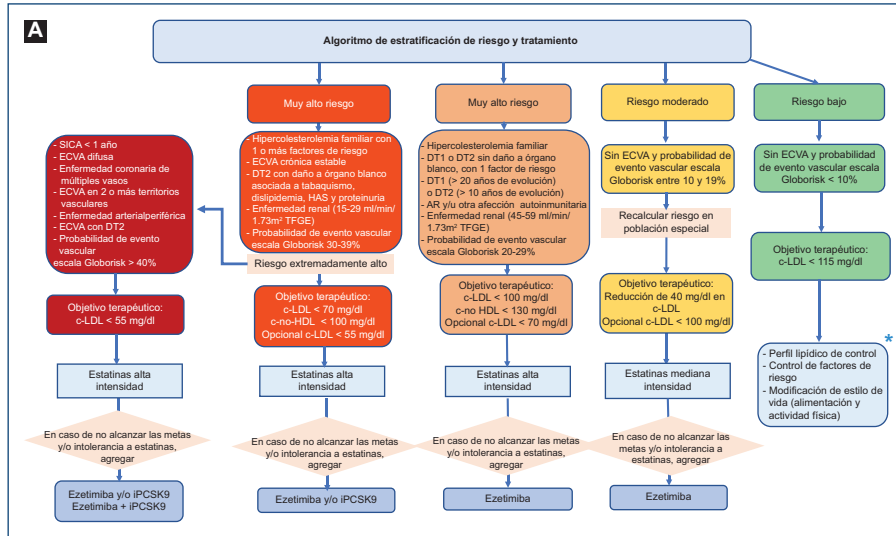 A
Algoritmo de estratificación de riesgo y tratamiento
Muy alto riesgo
Muy alto riesgo
Riesgo moderado
Riesgo bajo
- SICA < 1 año
- ECVA difusa
- Enfermedad coronaria de
múltiples vasos
- ECVA en 2 o más territorios
vasculares
- Enfermedad arterialperiférica
- ECVA con DT2
- Probabilidad de evento
vascular
escala Globorisk > 40%
- Hipercolesterolemia familiar con
1 o más factores de riesgo
- ECVA crónica estable
- DT2 con daño a órgano blanco
asociada a tabaquismo,
dislipidemia, HAS y proteinuria
- Enfermedad renal (15-29 ml/min/
1.73m² TFGE)
- Probabilidad de evento vascular
escala Globorisk 30-39%
- Hipercolesterolemia familiar
- DT1 o DT2 sin daño a órgano
blanco, con 1 factor de riesgo
- DT1 (> 20 años de evolución)
o DT2 (> 10 años de evolución)
- AR y/u otra afección autoinmunitaria
- Enfermedad renal (45-59 ml/min/
1.73m² TFGE)
- Probabilidad de evento vascular
escala Globorisk 20-29%
Sin ECVA y probabilidad de
evento vascular escala
Globorisk entre 10 y 19%
Sin ECVA y probabilidad
de evento vascular escala
Globorisk < 10%
Riesgo extremadamente alto
Recalcular riesgo en
población especial
Objetivo terapéutico:
c-LDL < 55 mg/dl
Objetivo terapéutico:
c-LDL < 70 mg/dl
c-no-HDL < 100 mg/dl
Opcional c-LDL < 55 mg/dl
Objetivo terapéutico:
c-LDL < 100 mg/dl
c-no HDL < 130 mg/dl
Opcional c-LDL < 70 mg/dl
Objetivo terapéutico:
Reducción de 40 mg/dl en
c-LDL
Opcional c-LDL < 100 mg/dl
Objetivo terapéutico:
c-LDL < 115 mg/dl
Estatinas alta
intensidad
Estatinas alta
intensidad
Estatinas alta
intensidad
Estatinas mediana
intensidad
*
- Perfil lipídico de control
- Control de factores de
riesgo
- Modificación de estilo de
vida (alimentación y
actividad física)
En caso de no alcanzar las metas
y/o intolerancia a estatinas,
agregar
En caso de no alcanzar las metas
y/o intolerancia a estatinas,
agregar
En caso de no alcanzar las metas
y/o intolerancia a estatinas,
agregar
En caso de no alcanzar las
metas y/o intolerancia a
estatinas, agregar
Ezetimiba y/o iPCSK9
Ezetimiba + iPCSK9
Ezetimiba y/o iPCSK9
Ezetimiba
Ezetimiba